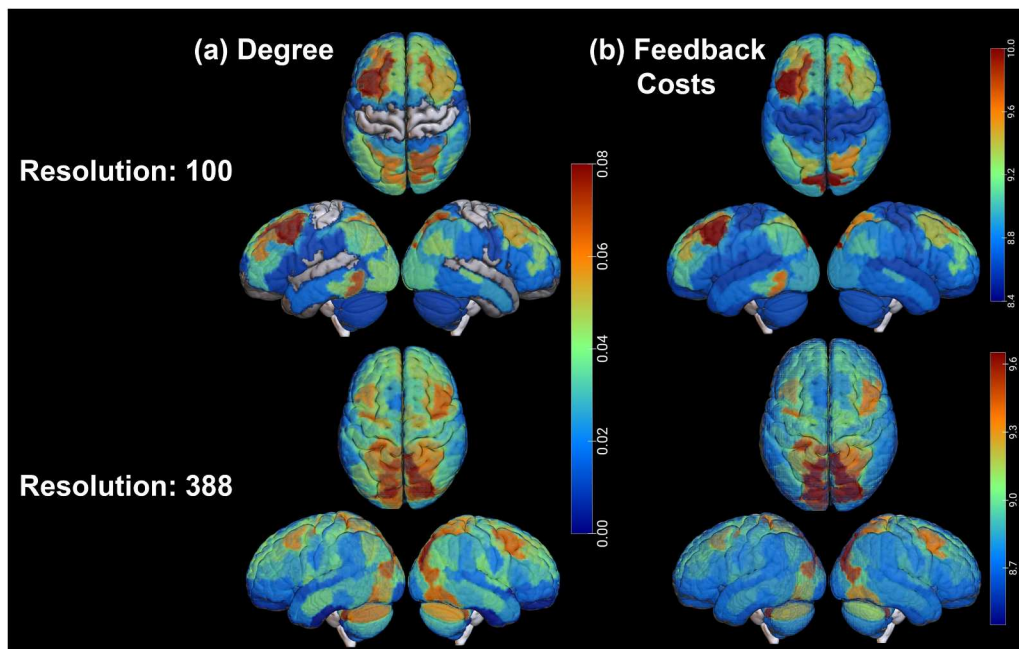 (a) Degree
(b) Feedback
Costs
Resolution: 100
0.08
0.06
0.04
0.02
0.00
10.0
9.6
9.2
8.8
8.4
Resolution: 388
9.6
9.3
9.0
8.7